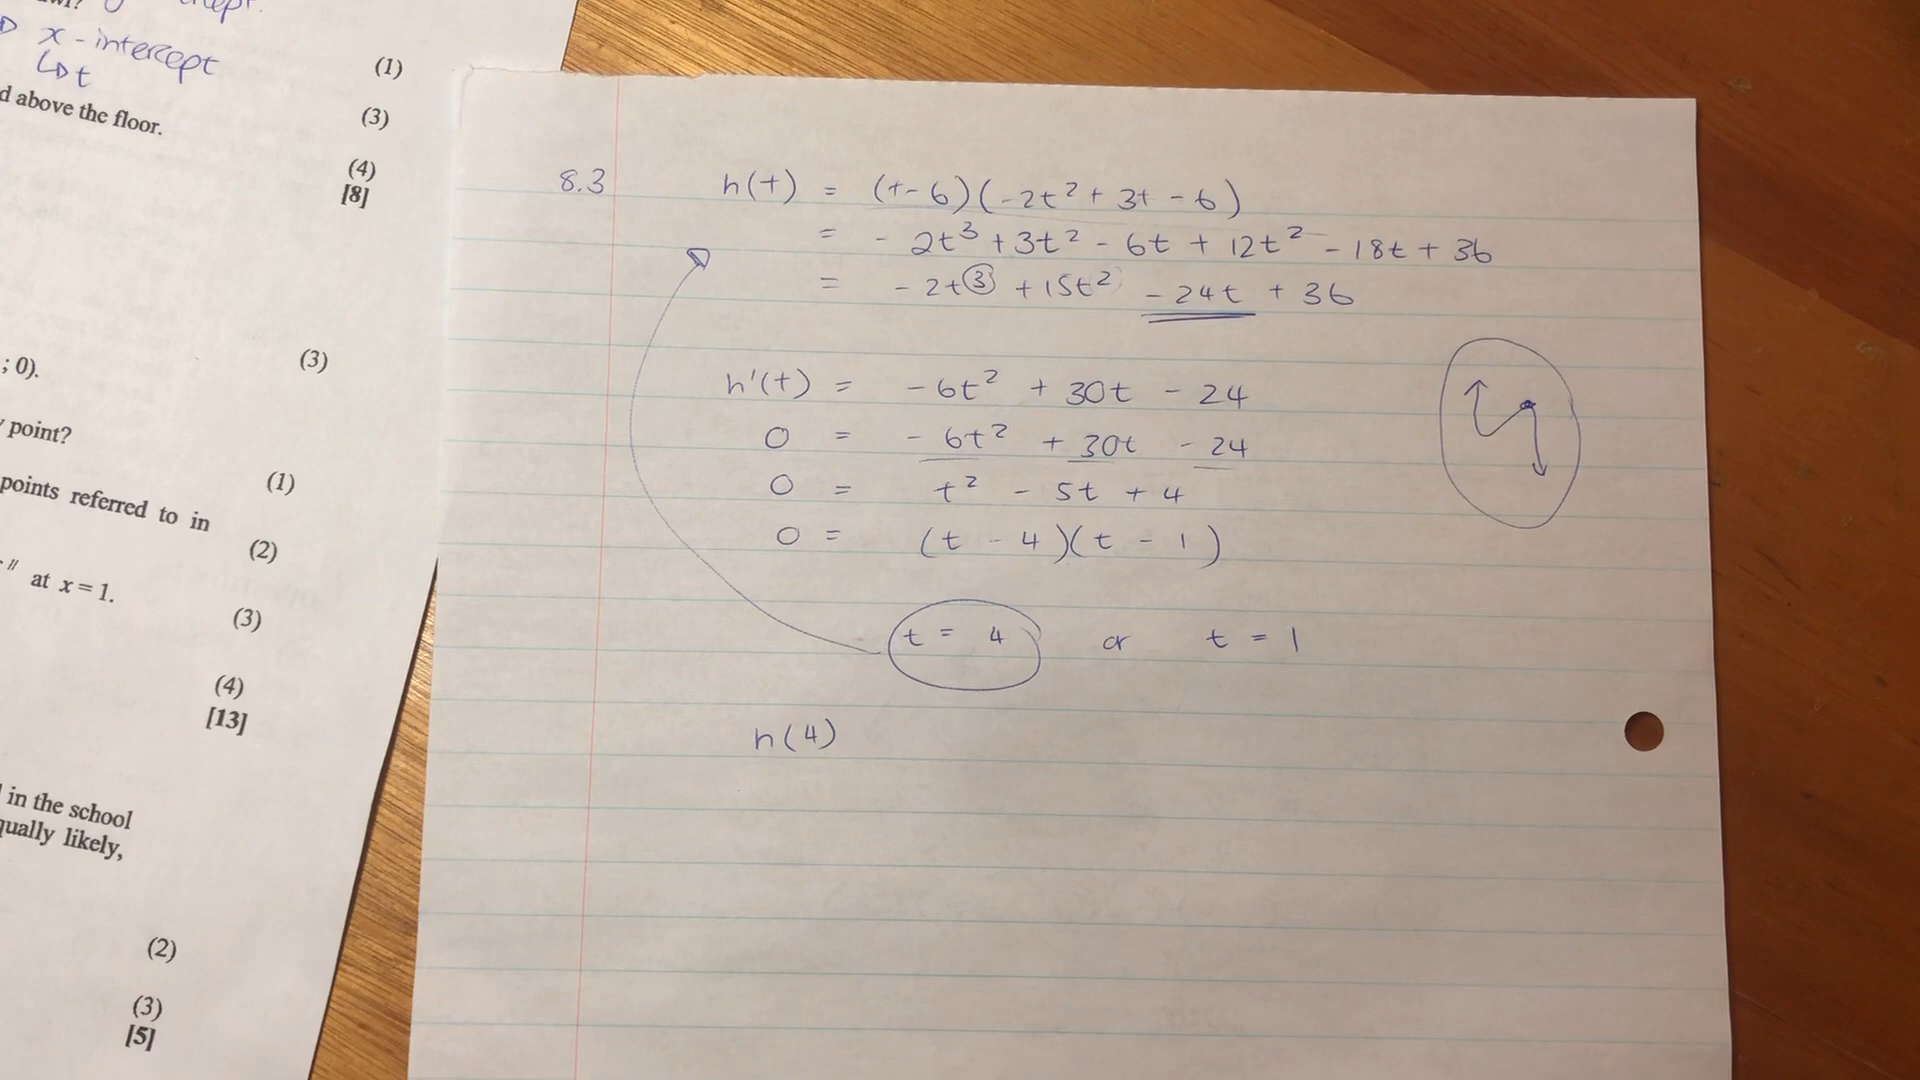 x - intercept
t
d above the floor.
(1)
(3)
(4)
[8]
; 0).
(3)
point?
(1)
points referred to in
(2)
at x = 1.
(3)
(4)
[13]
in the school
qually likely,
(2)
(3)
[5]
8.3 h(t) = (t - 6)(-2t² + 3t - 6)
= - 2t³ + 3t² - 6t + 12t² - 18t + 36
= - 2t³ + 15t² - 24t + 36
h'(t) = - 6t² + 30t - 24
0 = - 6t² + 30t - 24
0 = t² - 5t + 4
0 = (t - 4)(t - 1)
t = 4 or t = 1
h(4)